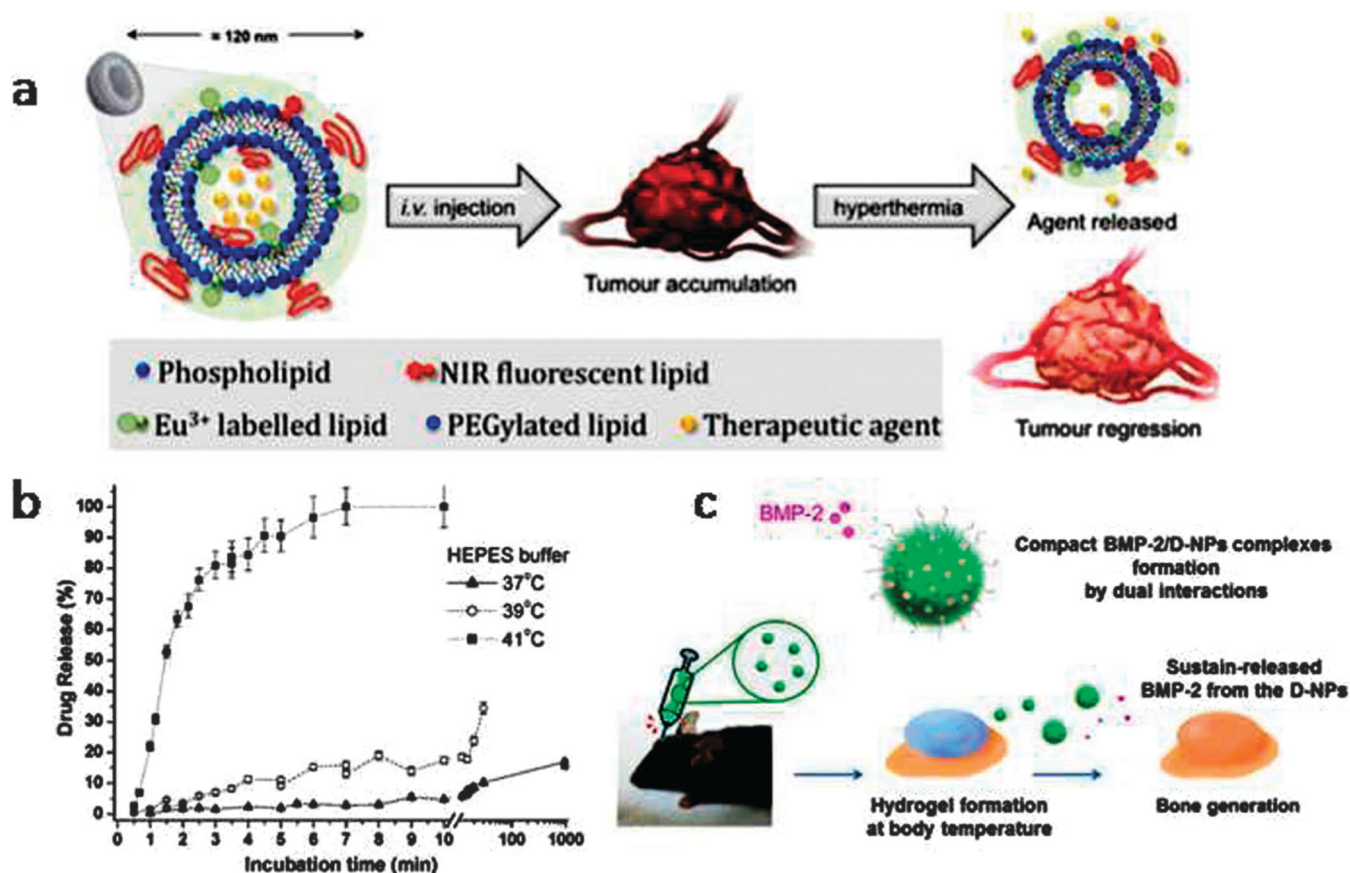 a
≈ 120 nm
i.v. injection
Tumour accumulation
hyperthermia
Agent released
Tumour regression
Phospholipid
NIR fluorescent lipid
Eu³⁺ labelled lipid
PEGylated lipid
Therapeutic agent
b
Drug Release (%)
100
90
80
70
60
50
40
30
20
10
0
HEPES buffer
37°C
39°C
41°C
0 1 2 3 4 5 6 7 8 9 10 100 1000
Incubation time (min)
c
BMP-2
Compact BMP-2/D-NPs complexes
formation
by dual interactions
Sustain-released
BMP-2 from the D-NPs
Hydrogel formation
at body temperature
Bone generation